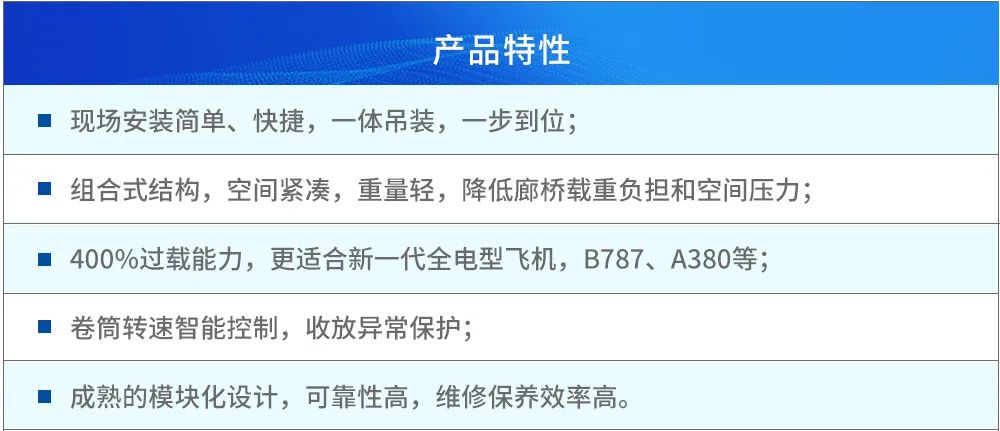 产品特性
现场安装简单、快捷，一体吊装，一步到位；
组合式结构，空间紧凑，重量轻，降低廊桥载重负担和空间压力；
400%过载能力，更适合新一代全电型飞机，B787、A380等；
卷筒转速智能控制，收放异常保护；
成熟的模块化设计，可靠性高，维修保养效率高。